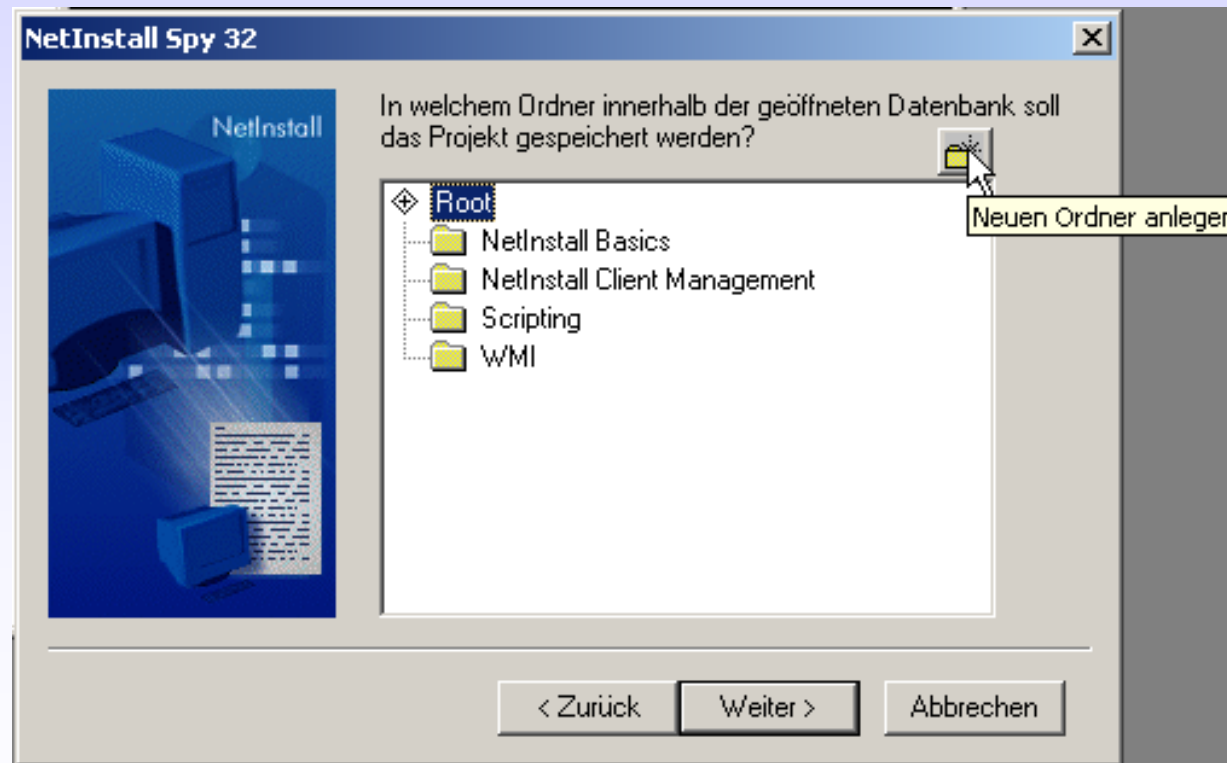 NetInstall Spy 32
NetInstall
In welchem Ordner innerhalb der geöffneten Datenbank soll
das Projekt gespeichert werden?
Root
Neuen Ordner anlegen
NetInstall Basics
NetInstall Client Management
Scripting
WMI
< Zurück
Weiter >
Abbrechen